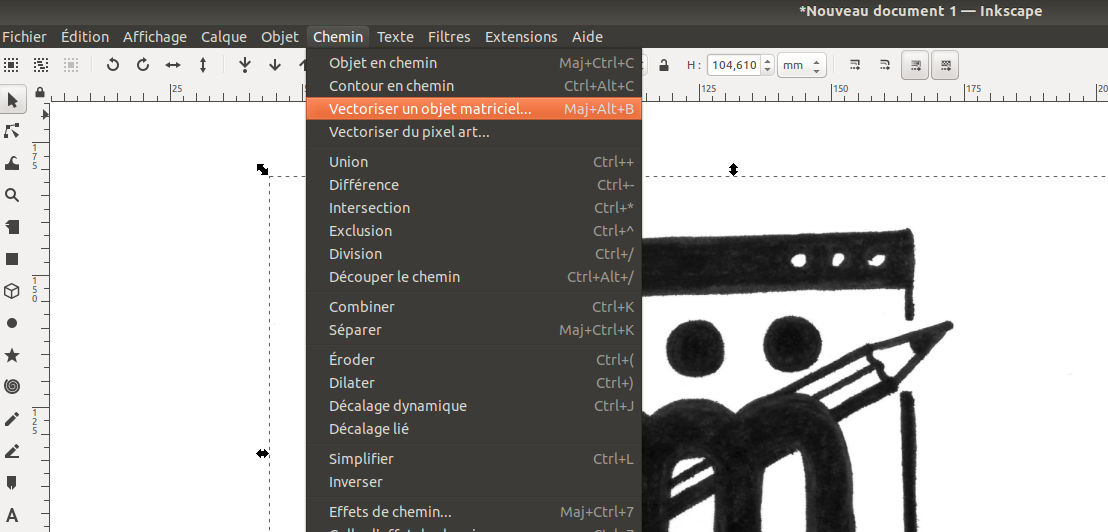 *Nouveau document 1 — Inkscape
Fichier Édition Affichage Calque Objet Chemin Texte Filtres Extensions Aide
H : 104,610 mm
25 125 150 175 20
Objet en chemin Maj+Ctrl+C
Contour en chemin Ctrl+Alt+C
Vectoriser un objet matriciel... Maj+Alt+B
Vectoriser du pixel art...
Union Ctrl++
Différence Ctrl+-
Intersection Ctrl+*
Exclusion Ctrl+^
Division Ctrl+/
Découper le chemin Ctrl+Alt+/
Combiner Ctrl+K
Séparer Maj+Ctrl+K
Éroder Ctrl+(
Dilater Ctrl+)
Décalage dynamique Ctrl+J
Décalage lié
Simplifier Ctrl+L
Inverser
Effets de chemin... Maj+Ctrl+7
175
150
125